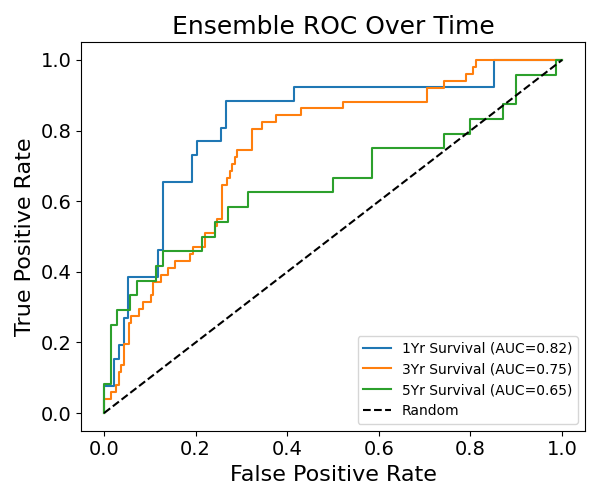 Ensemble ROC Over Time
True Positive Rate
1.0
0.8
0.6
0.4
0.2
0.0
1Yr Survival (AUC=0.82)
3Yr Survival (AUC=0.75)
5Yr Survival (AUC=0.65)
Random
0.0 0.2 0.4 0.6 0.8 1.0
False Positive Rate